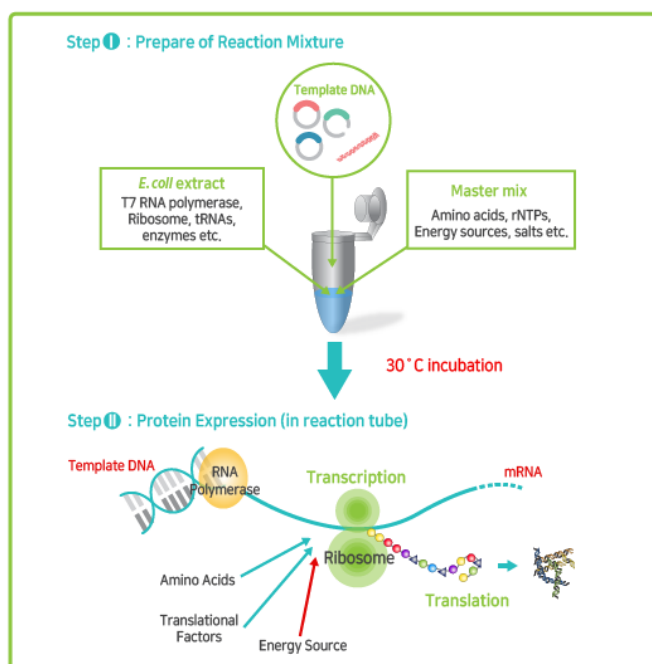 Step I : Prepare of Reaction Mixture
Template DNA
E.coli extract
T7 RNA polymerase,
Ribosome, tRNAs,
enzymes etc.
Master mix
Amino acids, rNTPs,
Energy sources, salts etc.
30˚C incubation
Step II : Protein Expression (in reaction tube)
Template DNA
RNA
Polymerase
Transcription
mRNA
Ribosome
Amino Acids
Translation
Translational
Factors
Energy Source